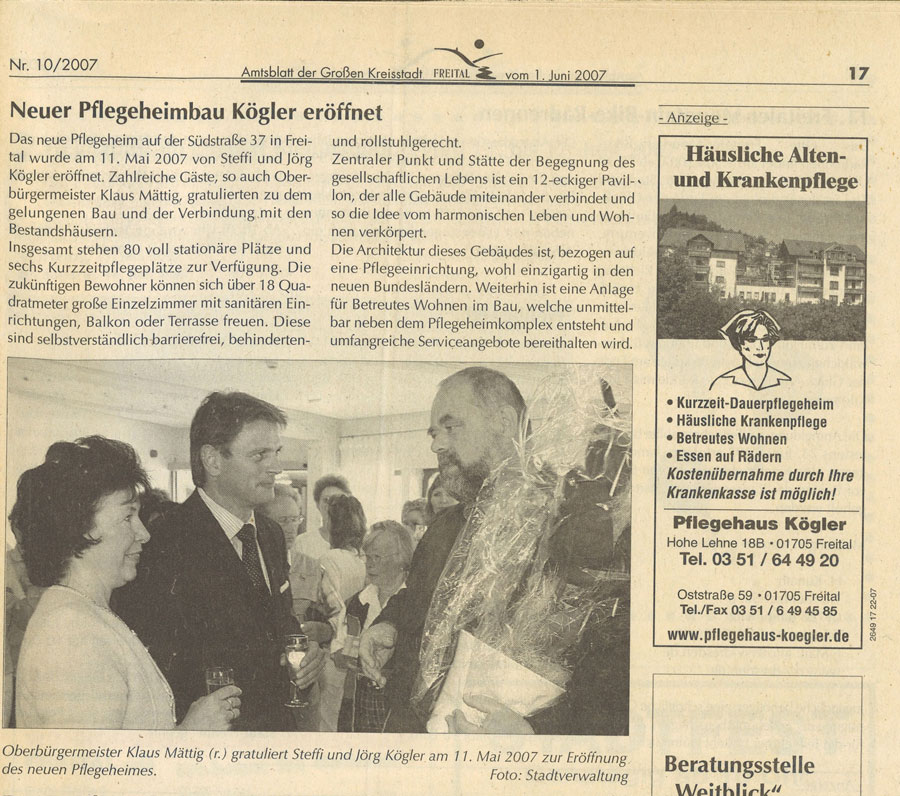 Nr. 10/2007
Amtsblatt der Großen Kreisstadt FREITAL vom 1. Juni 2007
17
Neuer Pflegeheimbau Kögler eröffnet
Das neue Pflegeheim auf der Südstraße 37 in Frei-
tal wurde am 11. Mai 2007 von Steffi und Jörg
Kögler eröffnet. Zahlreiche Gäste, so auch Ober-
bürgermeister Klaus Mättig, gratulierten zu dem
gelungenen Bau und der Verbindung mit den
Bestandshäusern.
Insgesamt stehen 80 voll stationäre Plätze und
sechs Kurzzeitpflegeplätze zur Verfügung. Die
zukünftigen Bewohner können sich über 18 Qua-
dratmeter große Einzelzimmer mit sanitären Ein-
richtungen, Balkon oder Terrasse freuen. Diese
sind selbstverständlich barrierefrei, behinderten-
und rollstuhlgerecht.
Zentraler Punkt und Stätte der Begegnung des
gesellschaftlichen Lebens ist ein 12-eckiger Pavil-
lon, der alle Gebäude miteinander verbindet und
so die Idee vom harmonischen Leben und Woh-
nen verkörpert.
Die Architektur dieses Gebäudes ist, bezogen auf
eine Pflegeeinrichtung, wohl einzigartig in den
neuen Bundesländern. Weiterhin ist eine Anlage
für Betreutes Wohnen im Bau, welche unmittel-
bar neben dem Pflegeheimkomplex entsteht und
umfangreiche Serviceangebote bereithalten wird.
Oberbürgermeister Klaus Mättig (r.) gratuliert Steffi und Jörg Kögler am 11. Mai 2007 zur Eröffnung
des neuen Pflegeheimes.
Foto: Stadtverwaltung
- Anzeige -
Häusliche Alten-
und Krankenpflege
• Kurzzeit-Dauerpflegeheim
• Häusliche Krankenpflege
• Betreutes Wohnen
• Essen auf Rädern
Kostenübernahme durch Ihre
Krankenkasse ist möglich!
Pflegehaus Kögler
Hohe Lehne 18B • 01705 Freital
Tel. 03 51 / 64 49 20
Oststraße 59 • 01705 Freital
Tel./Fax 03 51 / 6 49 45 85
www.pflegehaus-koegler.de
2649 17 22-07
Beratungsstelle
„Weitblick“